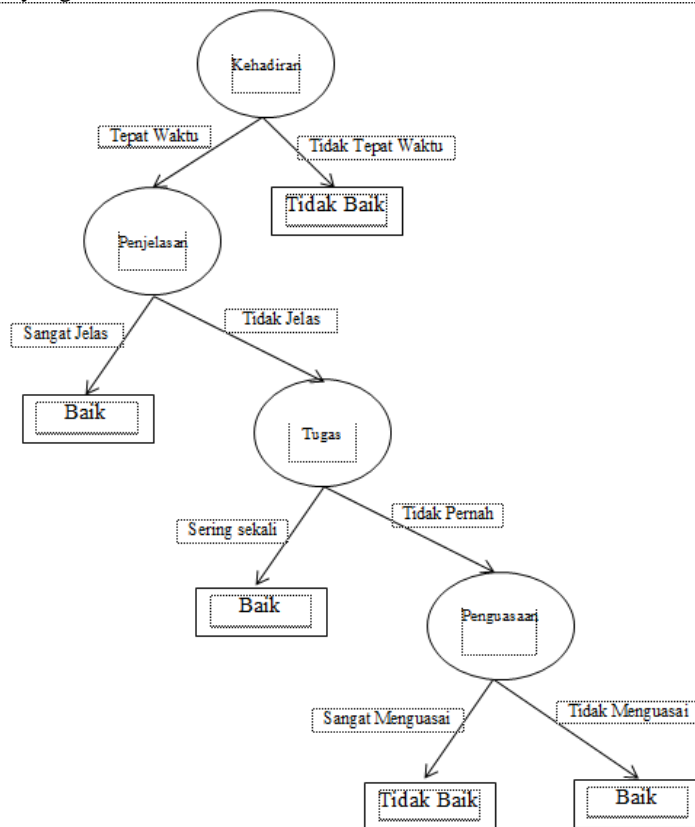 Kehadiran
Tepat Waktu
Tidak Tepat Waktu
Tidak Baik
Penjelasan
Sangat Jelas
Tidak Jelas
Baik
Tugas
Sering sekali
Tidak Pernah
Baik
Penguasaan
Sangat Menguasai
Tidak Menguasai
Tidak Baik
Baik